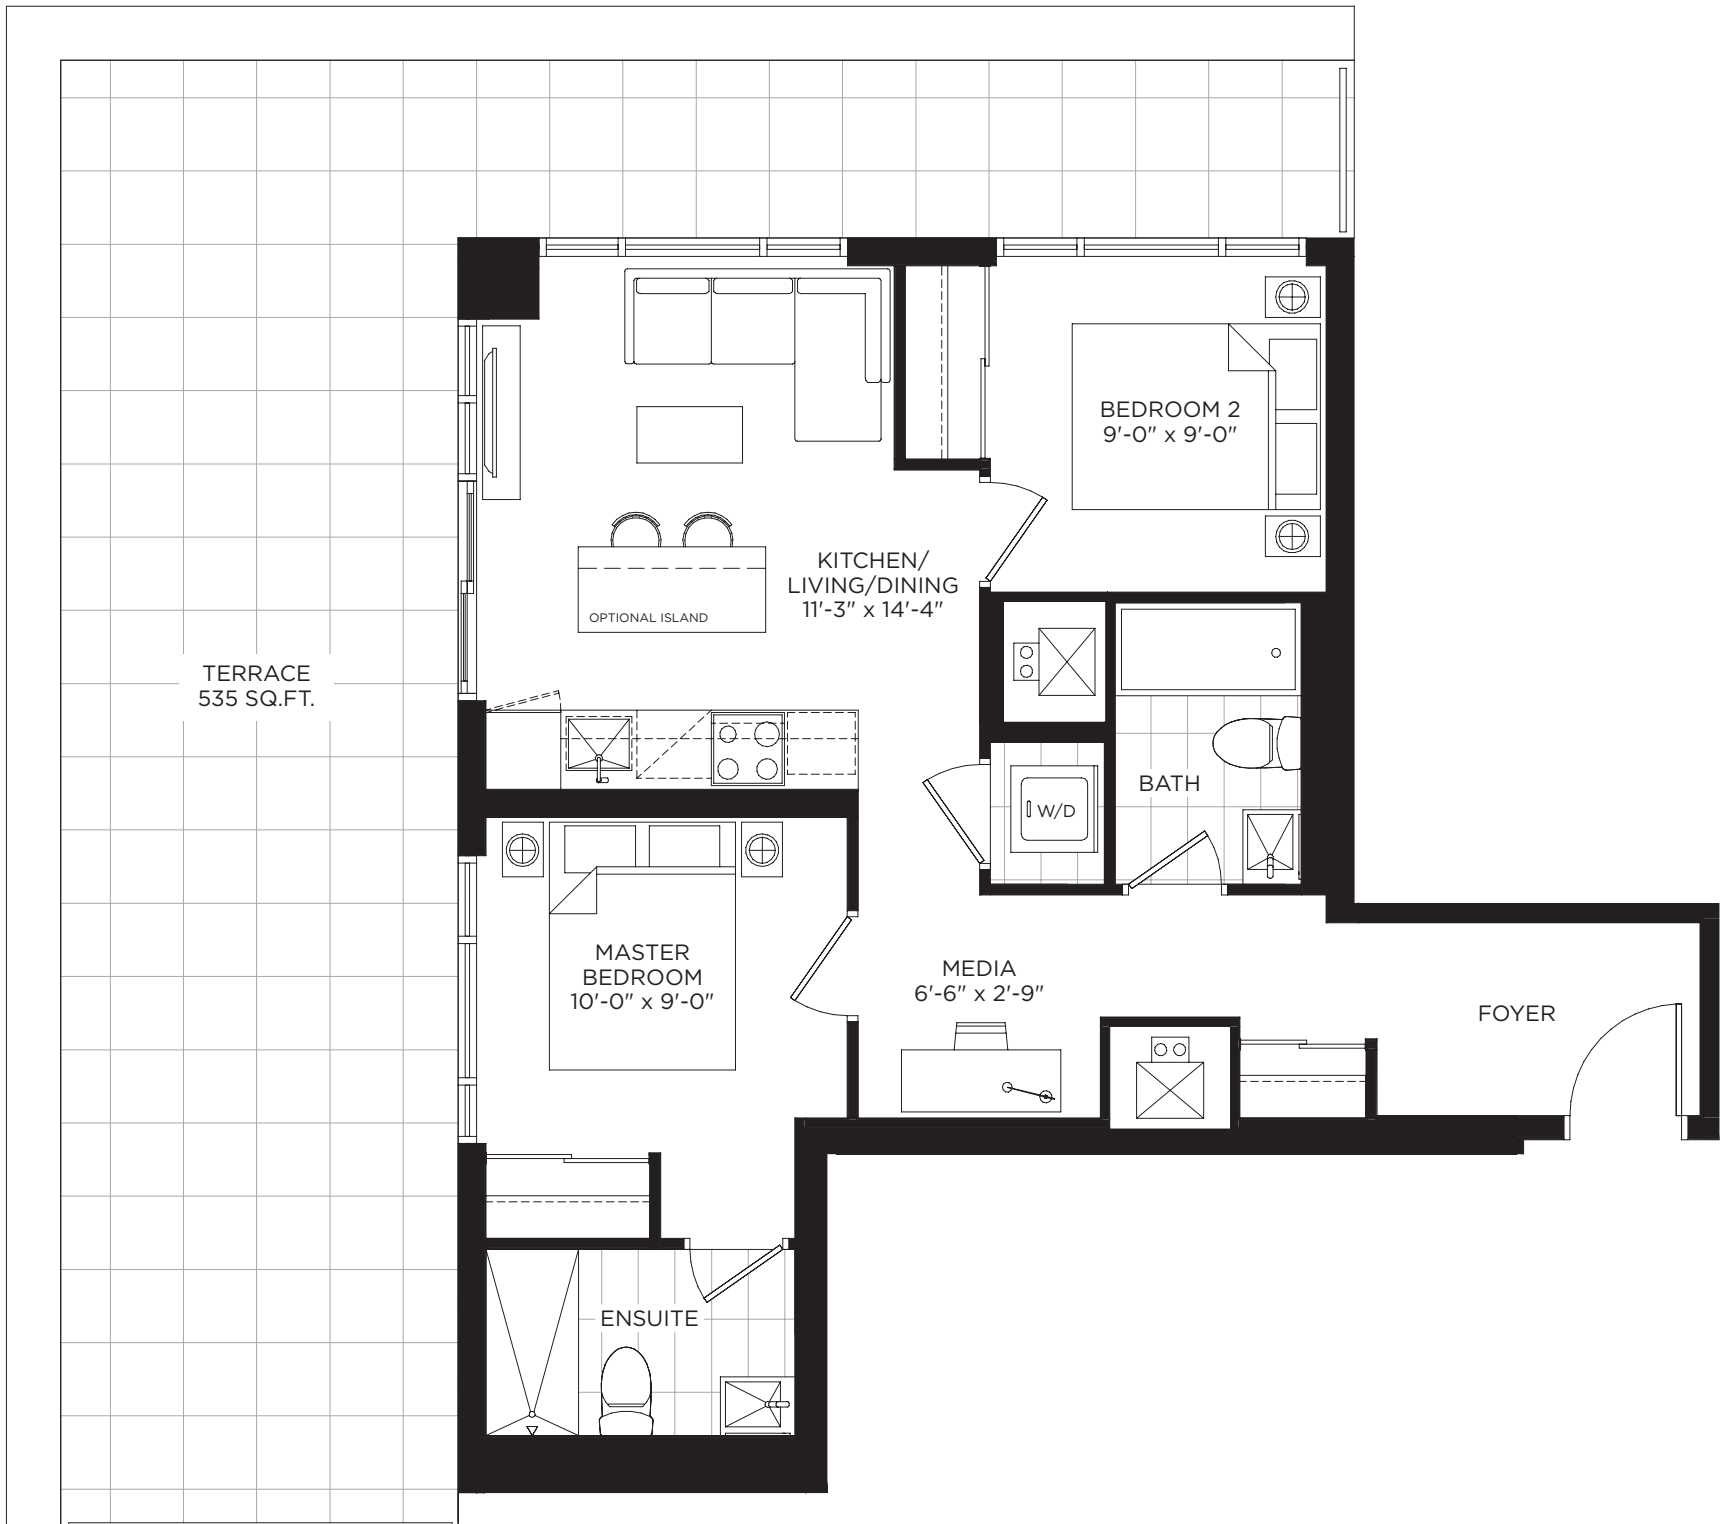 BEDROOM 2
9'-0" x 9'-0"
KITCHEN/
LIVING/DINING
11'-3" x 14'-4"
OPTIONAL ISLAND
TERRACE
535 SQ.FT.
BATH
W/D
MASTER
BEDROOM
10'-0" x 9'-0"
MEDIA
6'-6" x 2'-9"
FOYER
ENSUITE